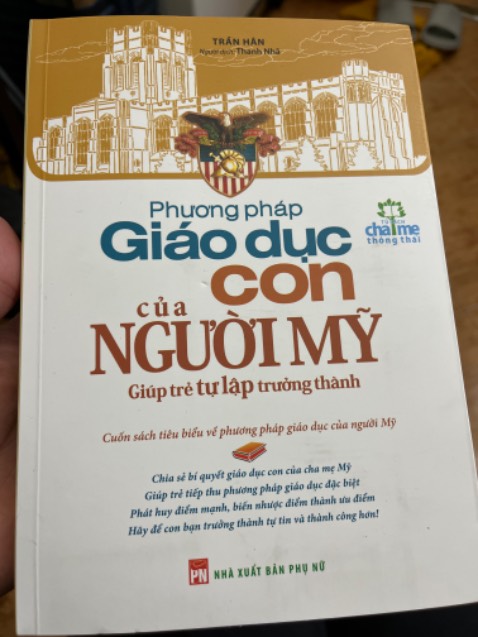 TRẦN HÂN
Người dịch: Thanh Nhã
Phương pháp
Giáo dục
con
của
NGƯỜI MỸ
Giúp trẻ tự lập trưởng thành
TỦ SÁCH
cha mẹ
thông thái
Cuốn sách tiêu biểu về phương pháp giáo dục của người Mỹ
Chia sẻ bí quyết giáo dục con của cha mẹ Mỹ
Giúp trẻ tiếp thu phương pháp giáo dục đặc biệt
Phát huy điểm mạnh, biến nhược điểm thành ưu điểm
Hãy để con bạn trưởng thành tự tin và thành công hơn!
PN NHÀ XUẤT BẢN PHỤ NỮ